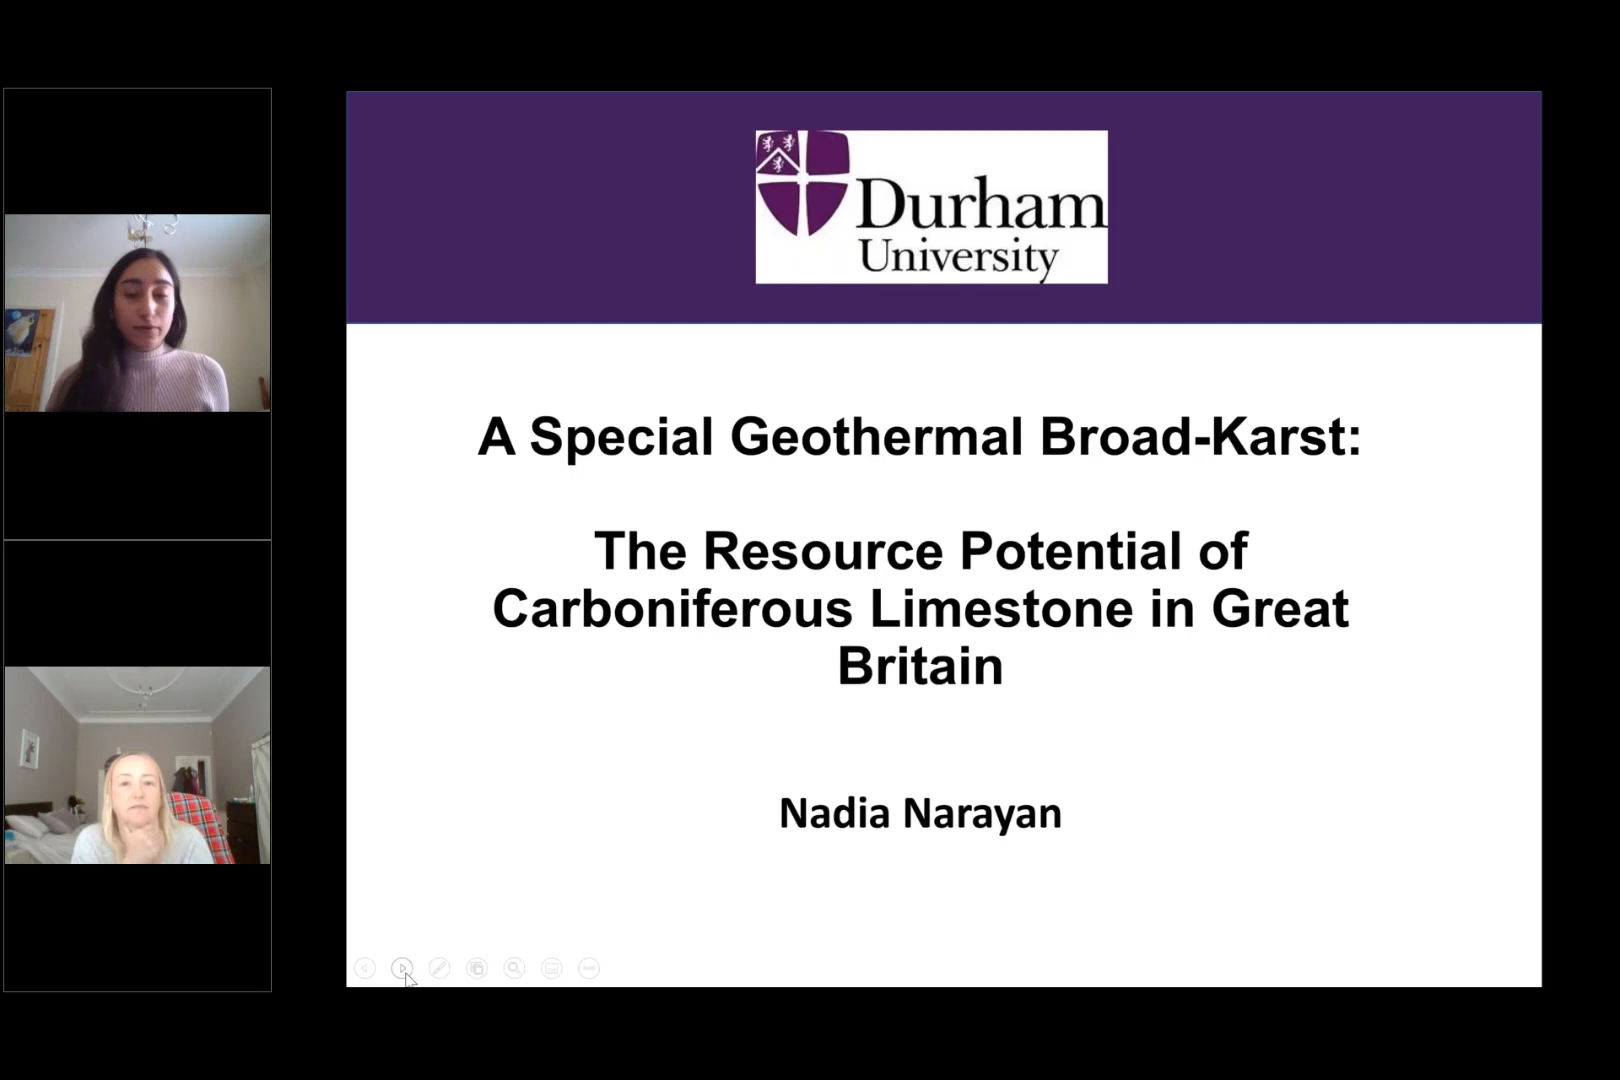 Durham
University
A Special Geothermal Broad-Karst:
The Resource Potential of
Carboniferous Limestone in Great
Britain
Nadia Narayan